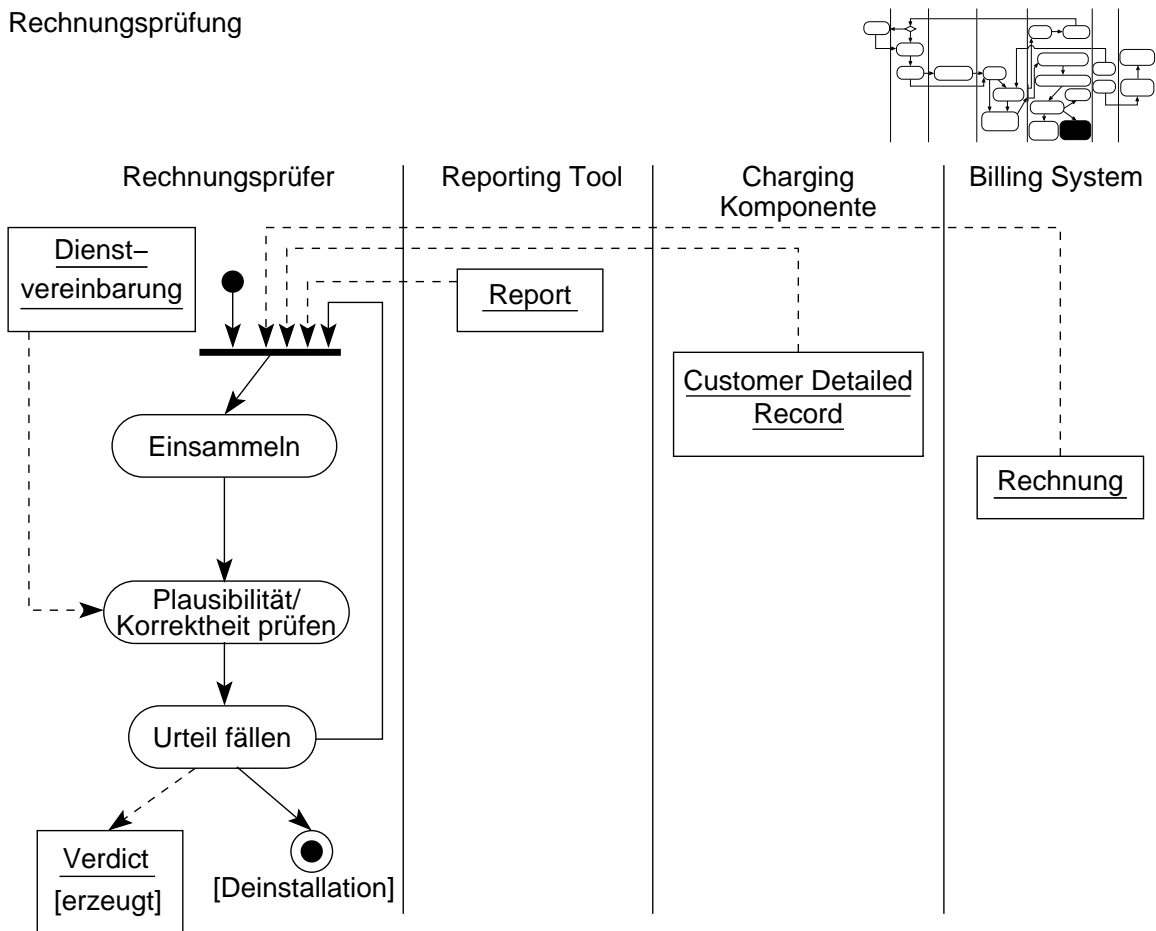 Rechnungsprüfung
Rechnungsprüfer
Reporting Tool
Charging
Komponente
Billing System
Dienst–
vereinbarung
Report
Customer Detailed
Record
Einsammeln
Rechnung
Plausibilität/
Korrektheit prüfen
Urteil fällen
Verdict
[erzeugt]
[Deinstallation]